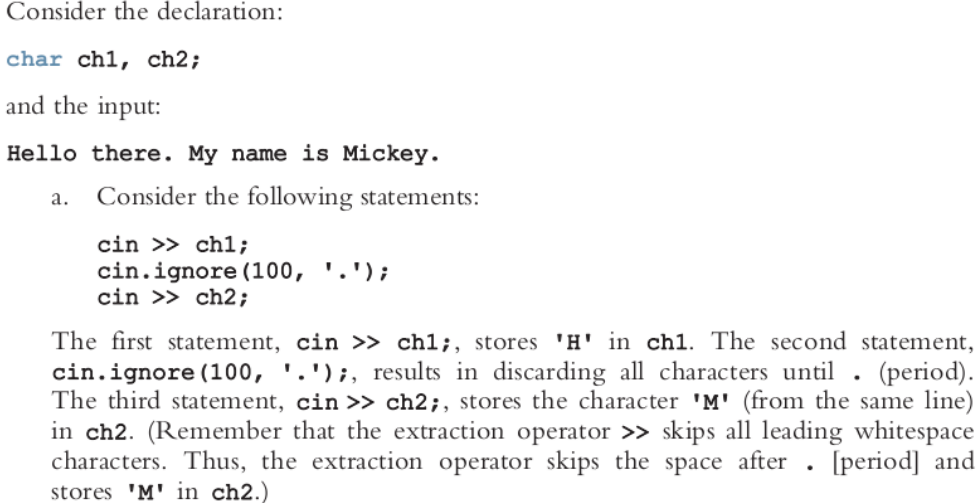 Consider the declaration:
char ch1, ch2;
and the input:
Hello there. My name is Mickey.
a. Consider the following statements:
cin >> ch1;
cin.ignore(100, '.');
cin >> ch2;
The first statement, cin >> ch1;, stores 'H' in ch1. The second statement,
cin.ignore(100, '.');, results in discarding all characters until . (period).
The third statement, cin >> ch2;, stores the character 'M' (from the same line)
in ch2. (Remember that the extraction operator >> skips all leading whitespace
characters. Thus, the extraction operator skips the space after . [period] and
stores 'M' in ch2.)